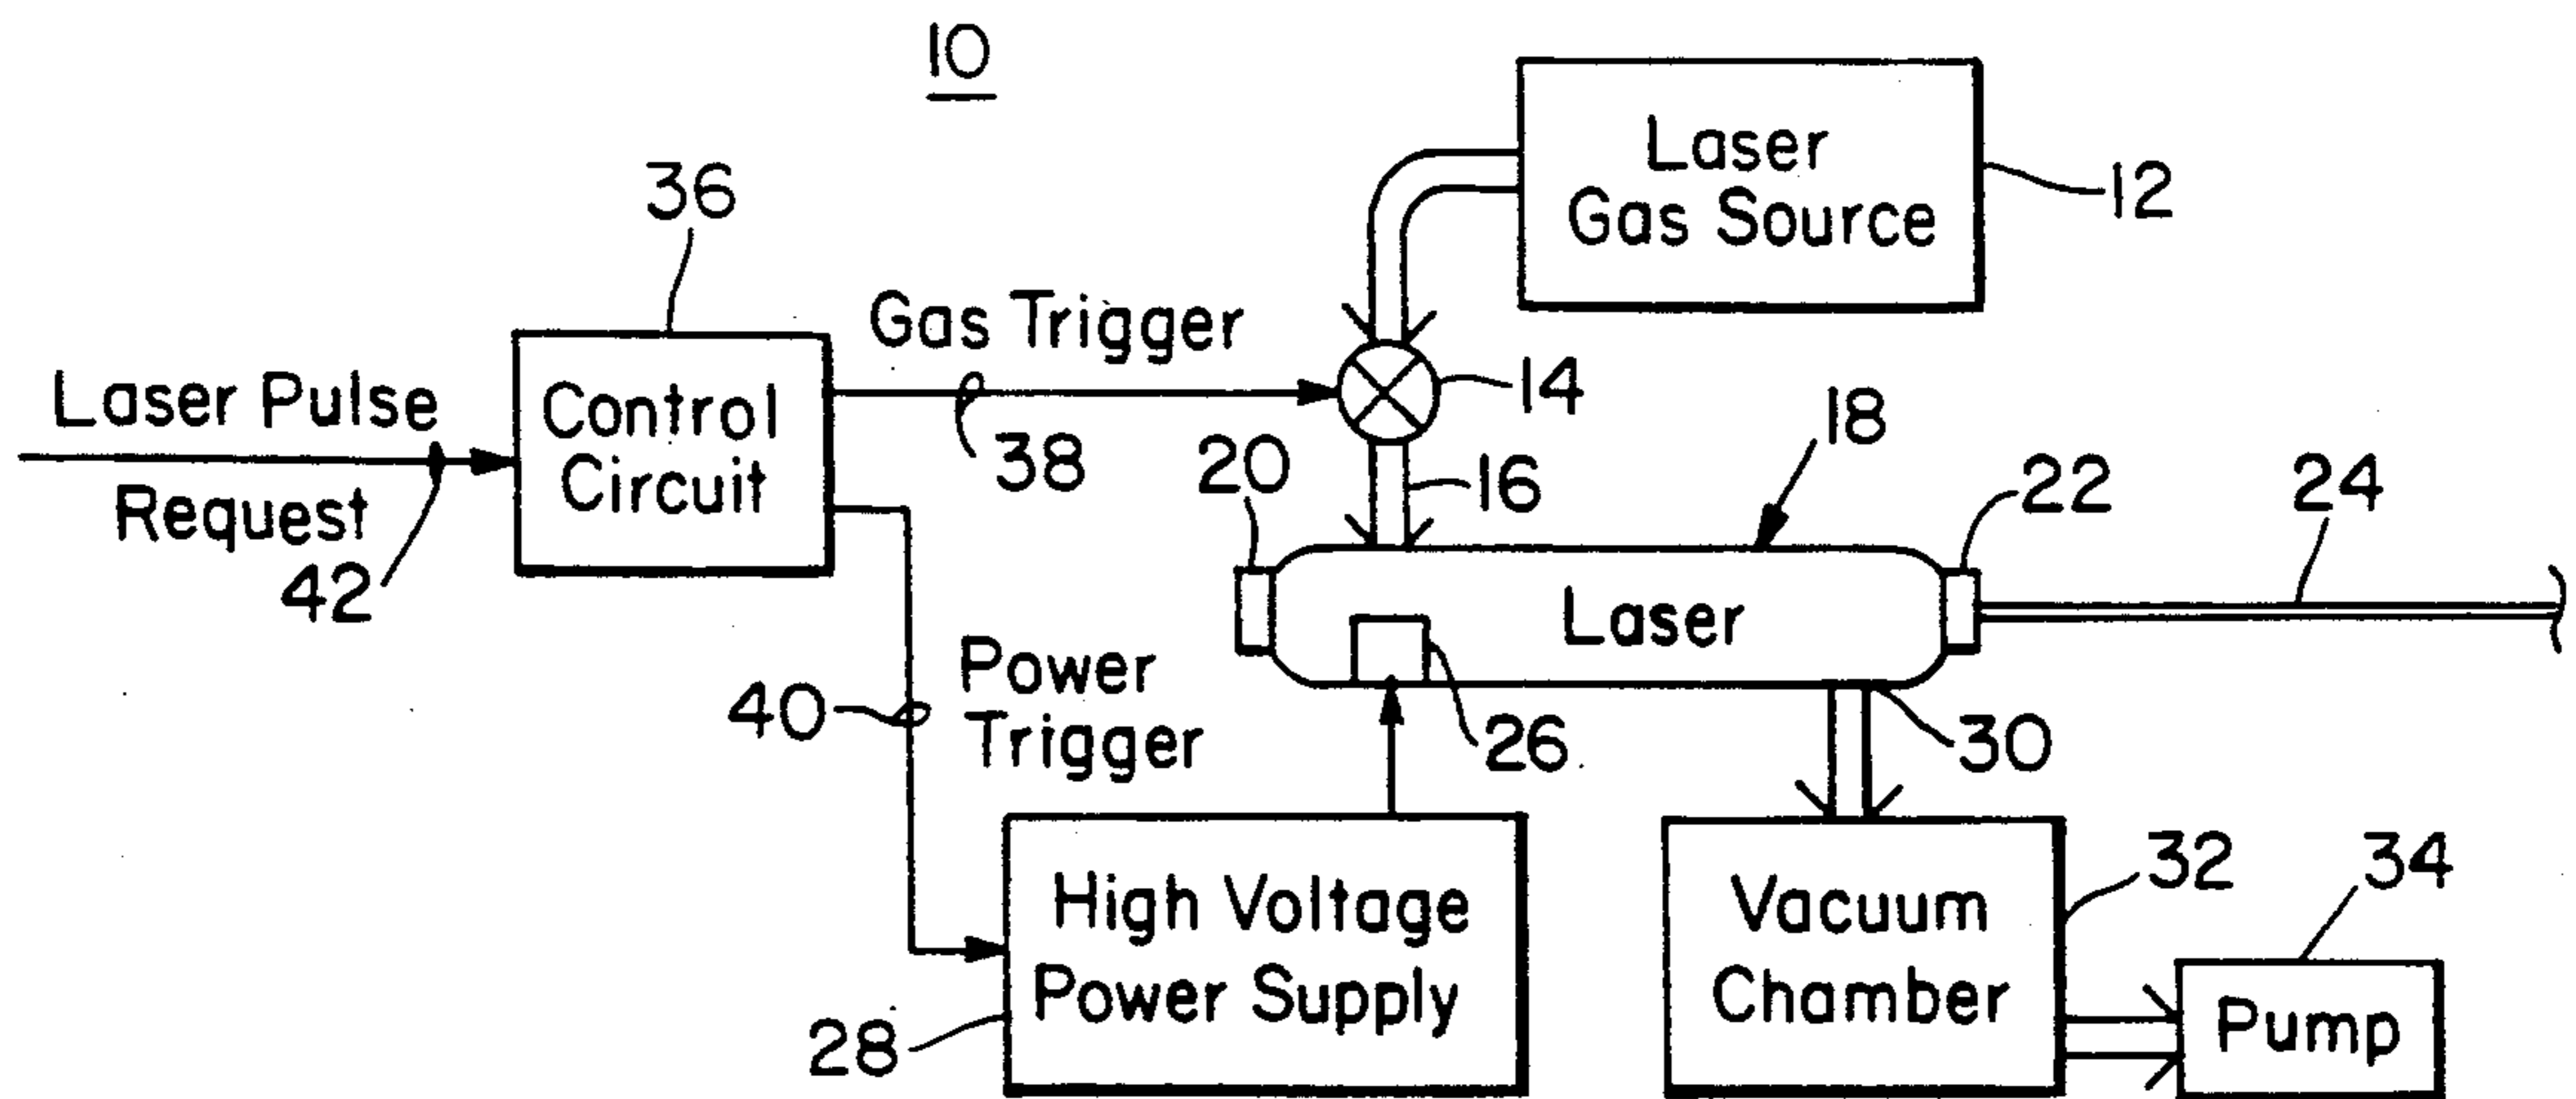 10
Laser
Gas Source
12
36
Gas Trigger
14
Laser Pulse
Request
42
Control
Circuit
38
16
18
20
22
24
Laser
26
30
Power
Trigger
40
High Voltage
Power Supply
28
Vacuum
Chamber
32
34
Pump